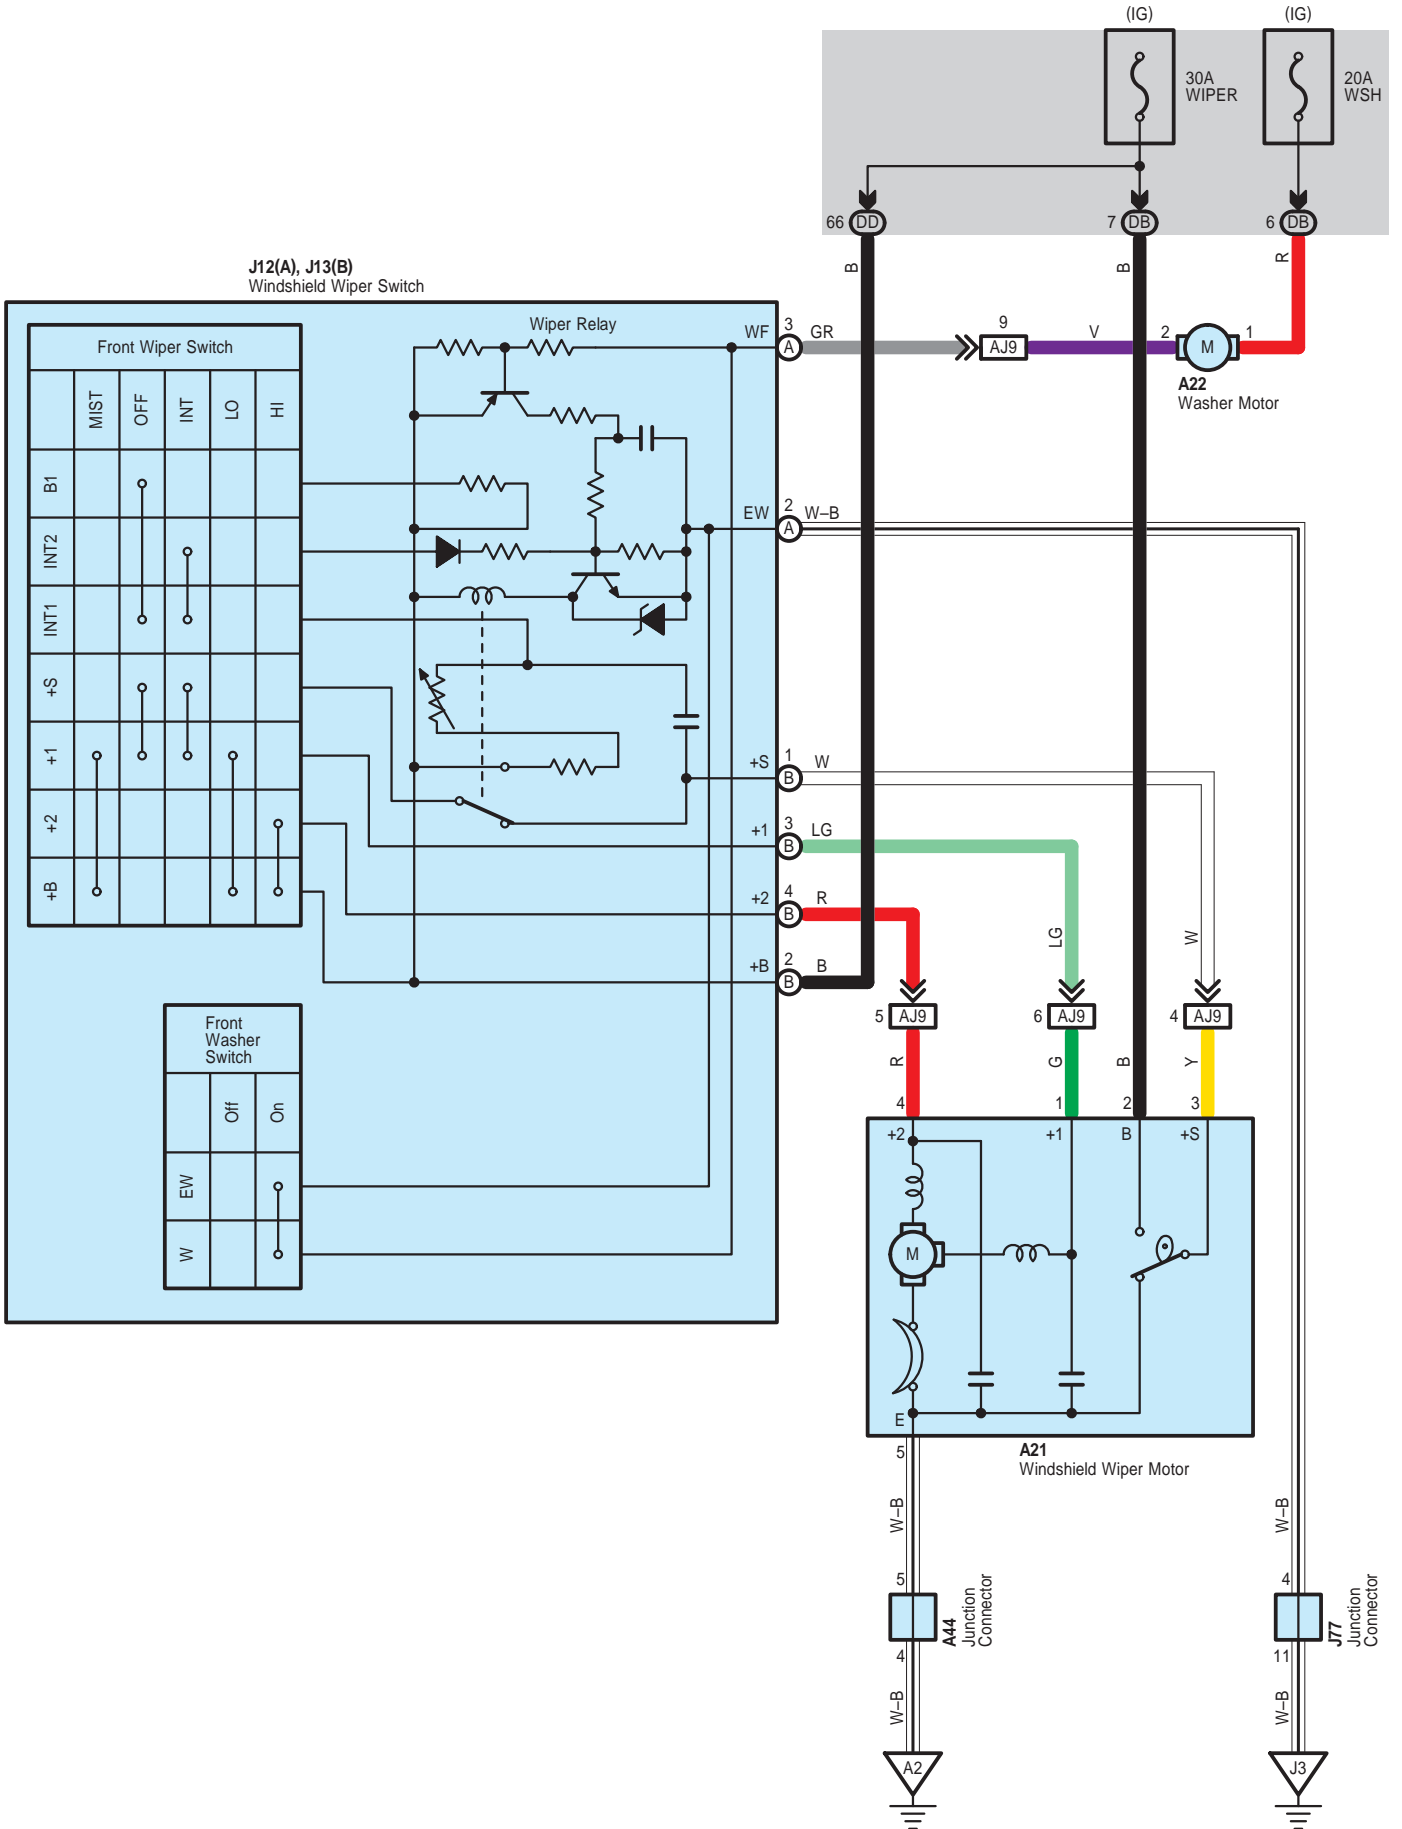 (IG)
(IG)
30A
WIPER
20A
WSH
66 DD
7 DB
6 DB
B
B
R
J12(A), J13(B)
Windshield Wiper Switch
Front Wiper Switch
MIST
OFF
INT
LO
HI
B1
INT2
INT1
+S
+1
+2
+B
Wiper Relay
WF
3
A
GR
9
AJ9
V
2
M
1
A22
Washer Motor
EW
2
A
W–B
+S
1
B
W
+1
3
B
LG
+2
4
B
R
+B
2
B
B
LG
W
5 AJ9
6 AJ9
4 AJ9
R
G
B
Y
4
1
2
3
+2
+1
B
+S
M
E
A21
Windshield Wiper Motor
Front
Washer
Switch
Off
On
EW
W
5
W–B
5
A44
Junction
Connector
4
W–B
A2
W–B
4
J77
Junction
Connector
11
W–B
J3